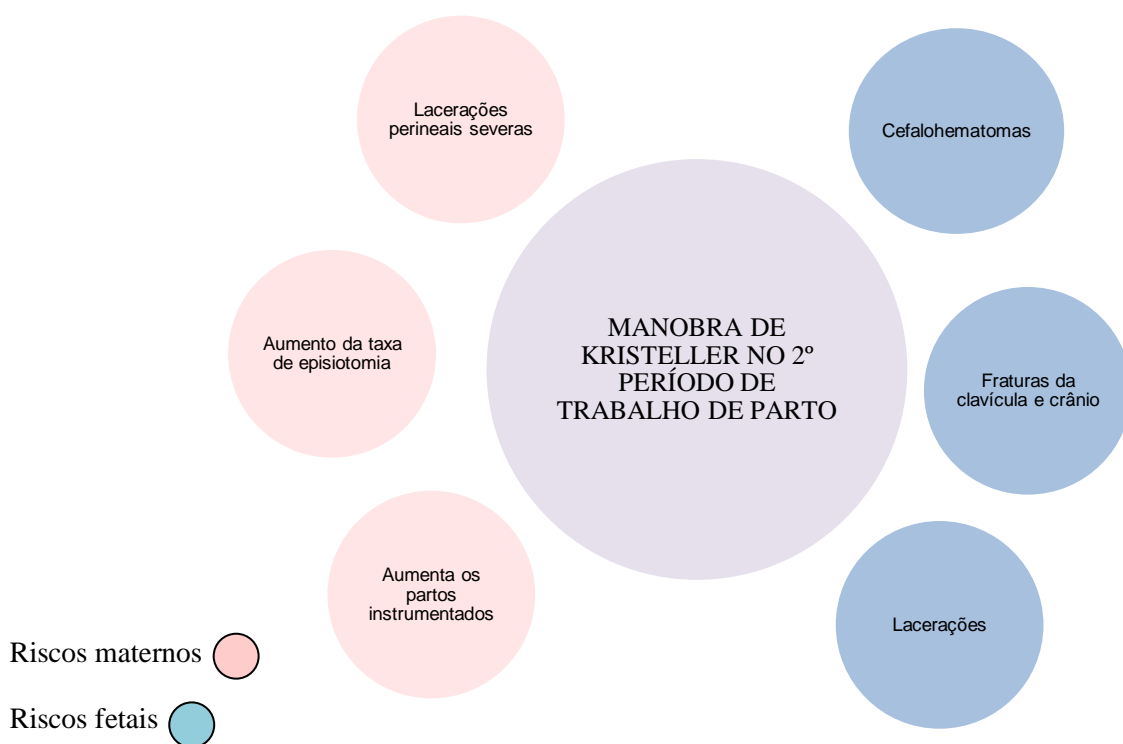 Lacerações
perineais severas
Cefalohematomas
Aumento da taxa
de episiotomia
MANOBRA DE
KRISTELLER NO 2º
PERÍODO DE
TRABALHO DE PARTO
Fraturas da
clavícula e crânio
Aumenta os
partos
instrumentados
Lacerações
Riscos maternos
Riscos fetais